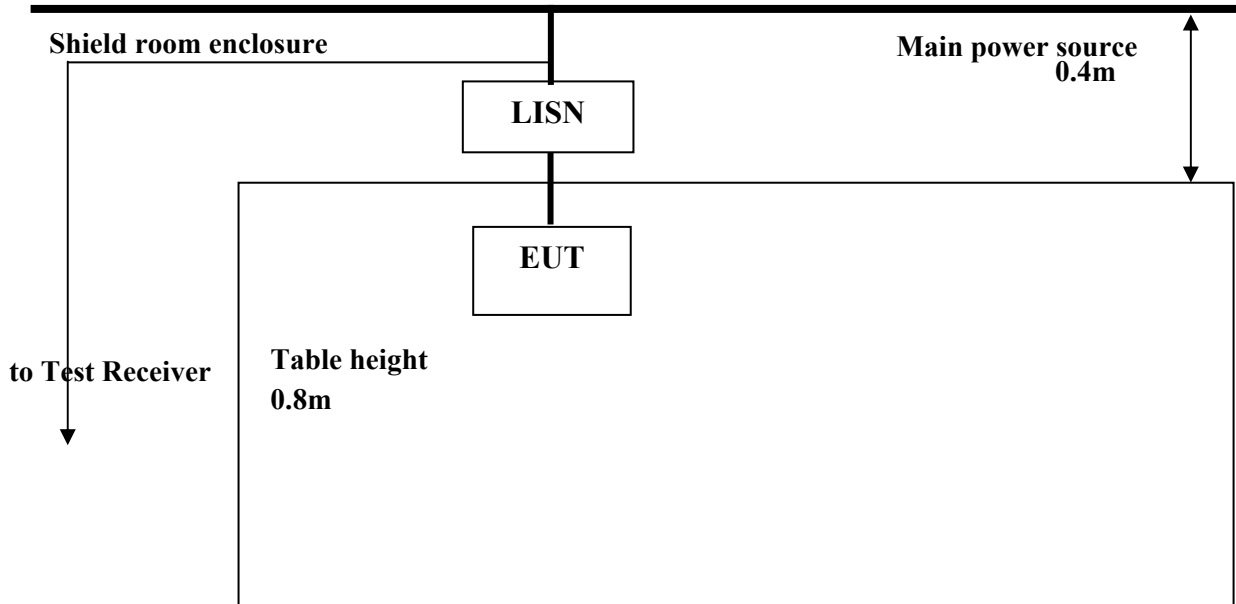 Shield room enclosure
Main power source
0.4m
LISN
EUT
to Test Receiver
Table height
0.8m